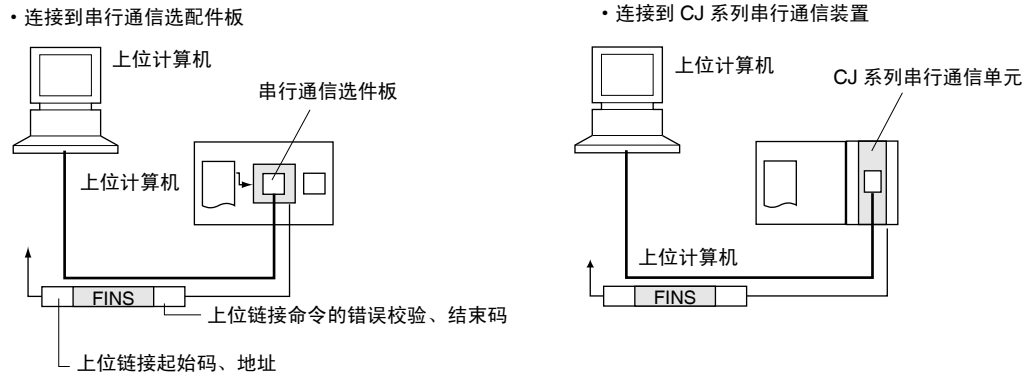 • 连接到串行通信选配件板
上位计算机
串行通信选件板
上位计算机
FINS
上位链接命令的错误校验、结束码
上位链接起始码、地址
• 连接到 CJ 系列串行通信装置
上位计算机
CJ 系列串行通信单元
上位计算机
FINS